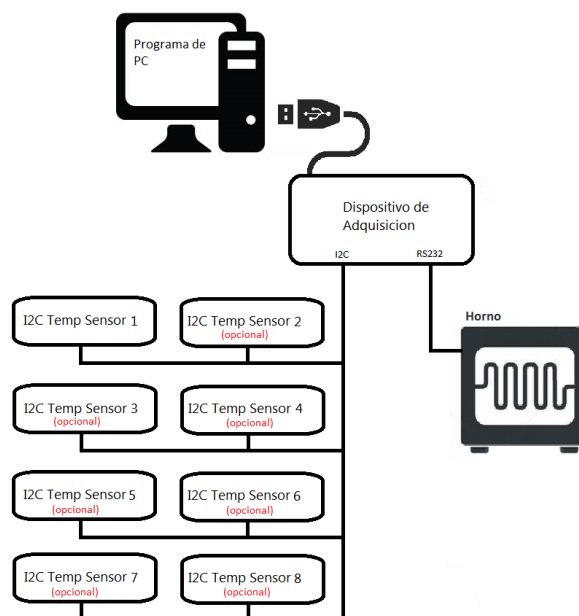 Programa de
PC
Dispositivo de
Adquisicion
I2C
RS232
Horno
I2C Temp Sensor 1
I2C Temp Sensor 2
(opcional)
I2C Temp Sensor 3
(opcional)
I2C Temp Sensor 4
(opcional)
I2C Temp Sensor 5
(opcional)
I2C Temp Sensor 6
(opcional)
I2C Temp Sensor 7
(opcional)
I2C Temp Sensor 8
(opcional)